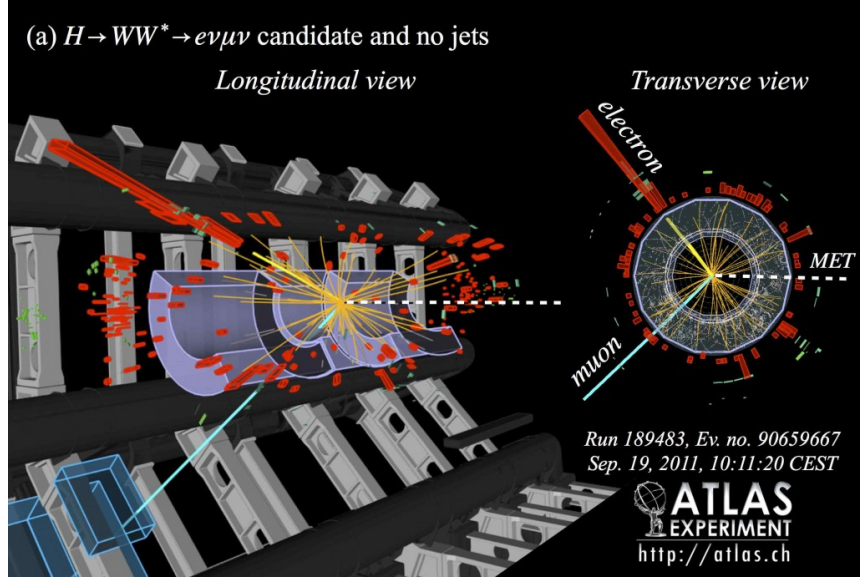 (a) H→WW*→eνμν candidate and no jets
Longitudinal view
Transverse view
electron
MET
muon
Run 189483, Ev. no. 90659667
Sep. 19, 2011, 10:11:20 CEST
ATLAS
EXPERIMENT
http://atlas.ch